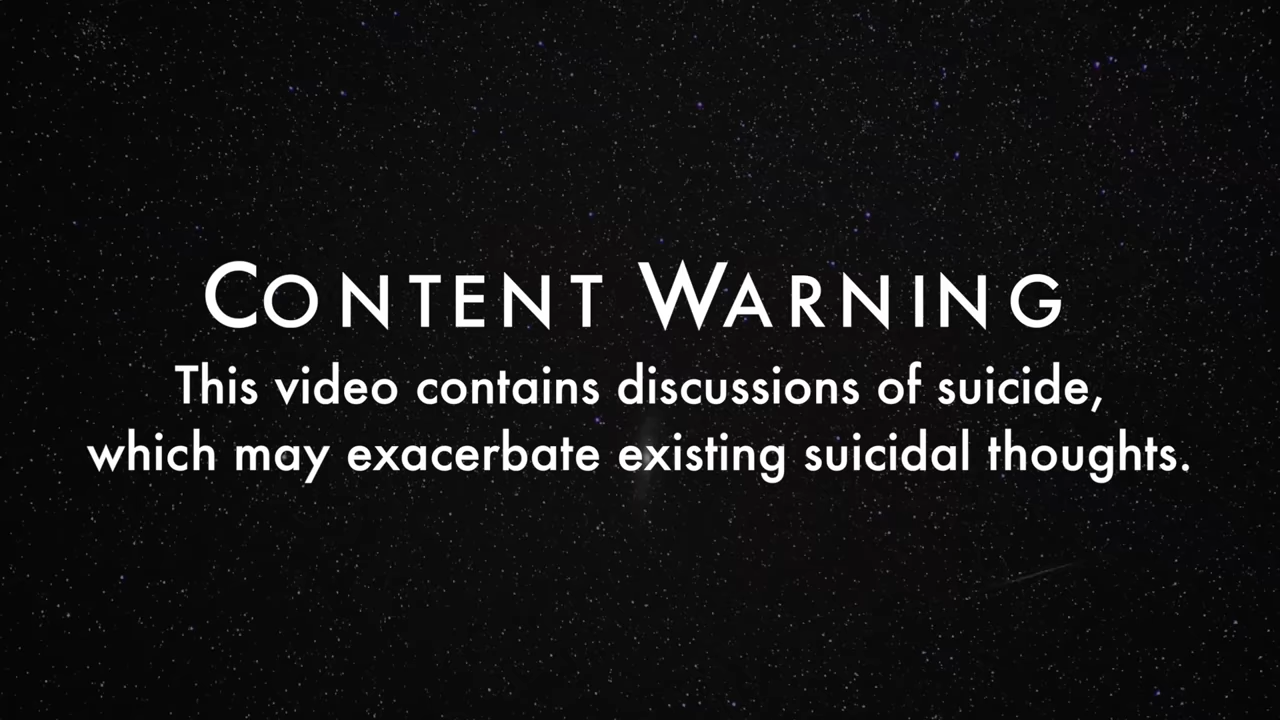 Content Warning
This video contains discussions of suicide,
which may exacerbate existing suicidal thoughts.